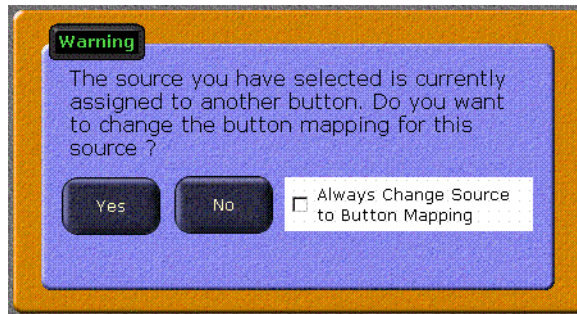 Warning
The source you have selected is currently
assigned to another button. Do you want
to change the button mapping for this
source ?
Yes
No
Always Change Source
to Button Mapping